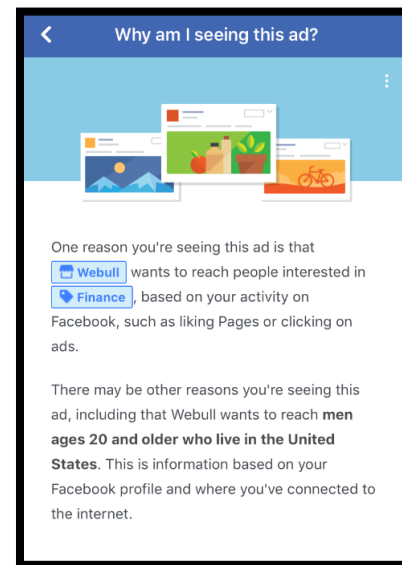 Why am I seeing this ad?
One reason you're seeing this ad is that
Webull wants to reach people interested in
Finance , based on your activity on
Facebook, such as liking Pages or clicking on
ads.
There may be other reasons you're seeing this
ad, including that Webull wants to reach men
ages 20 and older who live in the United
States. This is information based on your
Facebook profile and where you've connected to
the internet.